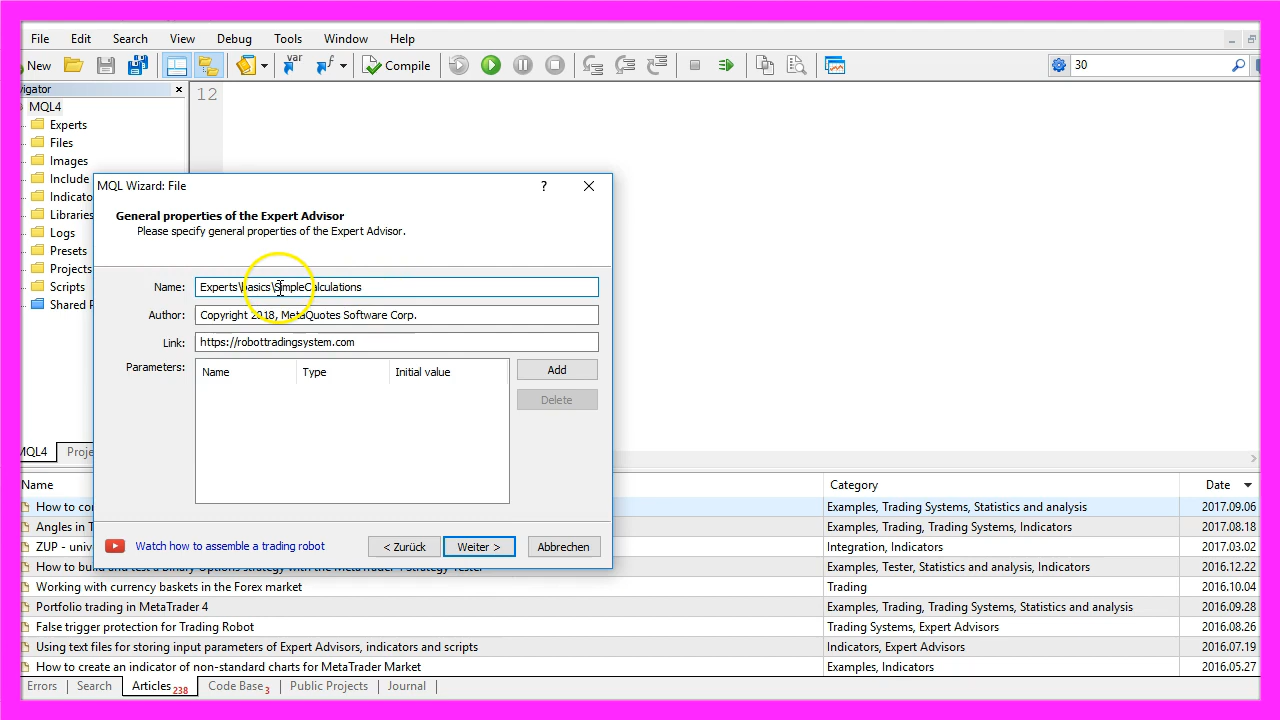 File Edit Search View Debug Tools Window Help
New Compile 30
vigator
12
MQL4
Experts
Files
Images
Include
Indicato
Libraries
Logs
Presets
Projects
Scripts
Shared P
MQL Wizard: File
General properties of the Expert Advisor
Please specify general properties of the Expert Advisor.
Name: Experts\basics\SimpleCalculations
Author: Copyright 2018, MetaQuotes Software Corp.
Link: https://robottradingsystem.com
Parameters: Name Type Initial value
Add
Delete
Watch how to assemble a trading robot < Zurück Weiter > Abbrechen
MQL4 Proje
Name Category Date
How to co Examples, Trading Systems, Statistics and analysis 2017.09.06
Angles in T Examples, Trading, Trading Systems, Indicators 2017.08.18
ZUP - univ Integration, Indicators 2017.03.02
How to build and test a Binary Options strategy with the MetaTrader 4 Strategy Tester Examples, Tester, Statistics and analysis, Indicators 2016.12.22
Working with currency baskets in the Forex market Trading 2016.10.04
Portfolio trading in MetaTrader 4 Examples, Trading, Trading Systems, Statistics and analysis 2016.09.28
False trigger protection for Trading Robot Trading Systems, Expert Advisors 2016.08.26
Using text files for storing input parameters of Expert Advisors, indicators and scripts Indicators, Expert Advisors 2016.07.19
How to create an indicator of non-standard charts for MetaTrader Market Examples, Indicators 2016.05.27
Errors Search Articles 238 Code Base 3 Public Projects Journal